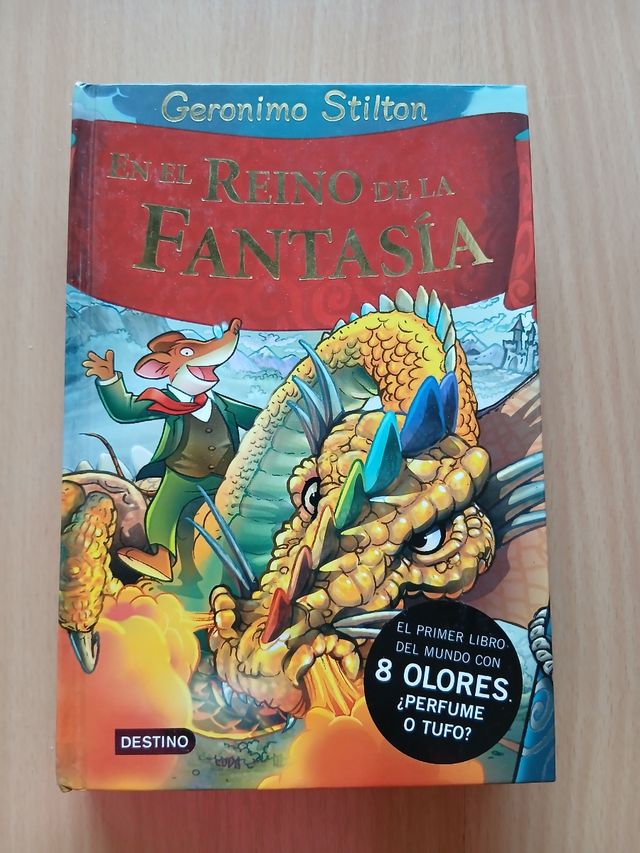 Geronimo Stilton
EN EL REINO DE LA
FANTASÍA
EL PRIMER LIBRO
DEL MUNDO CON
8 OLORES.
¿PERFUME
O TUFO?
DESTINO